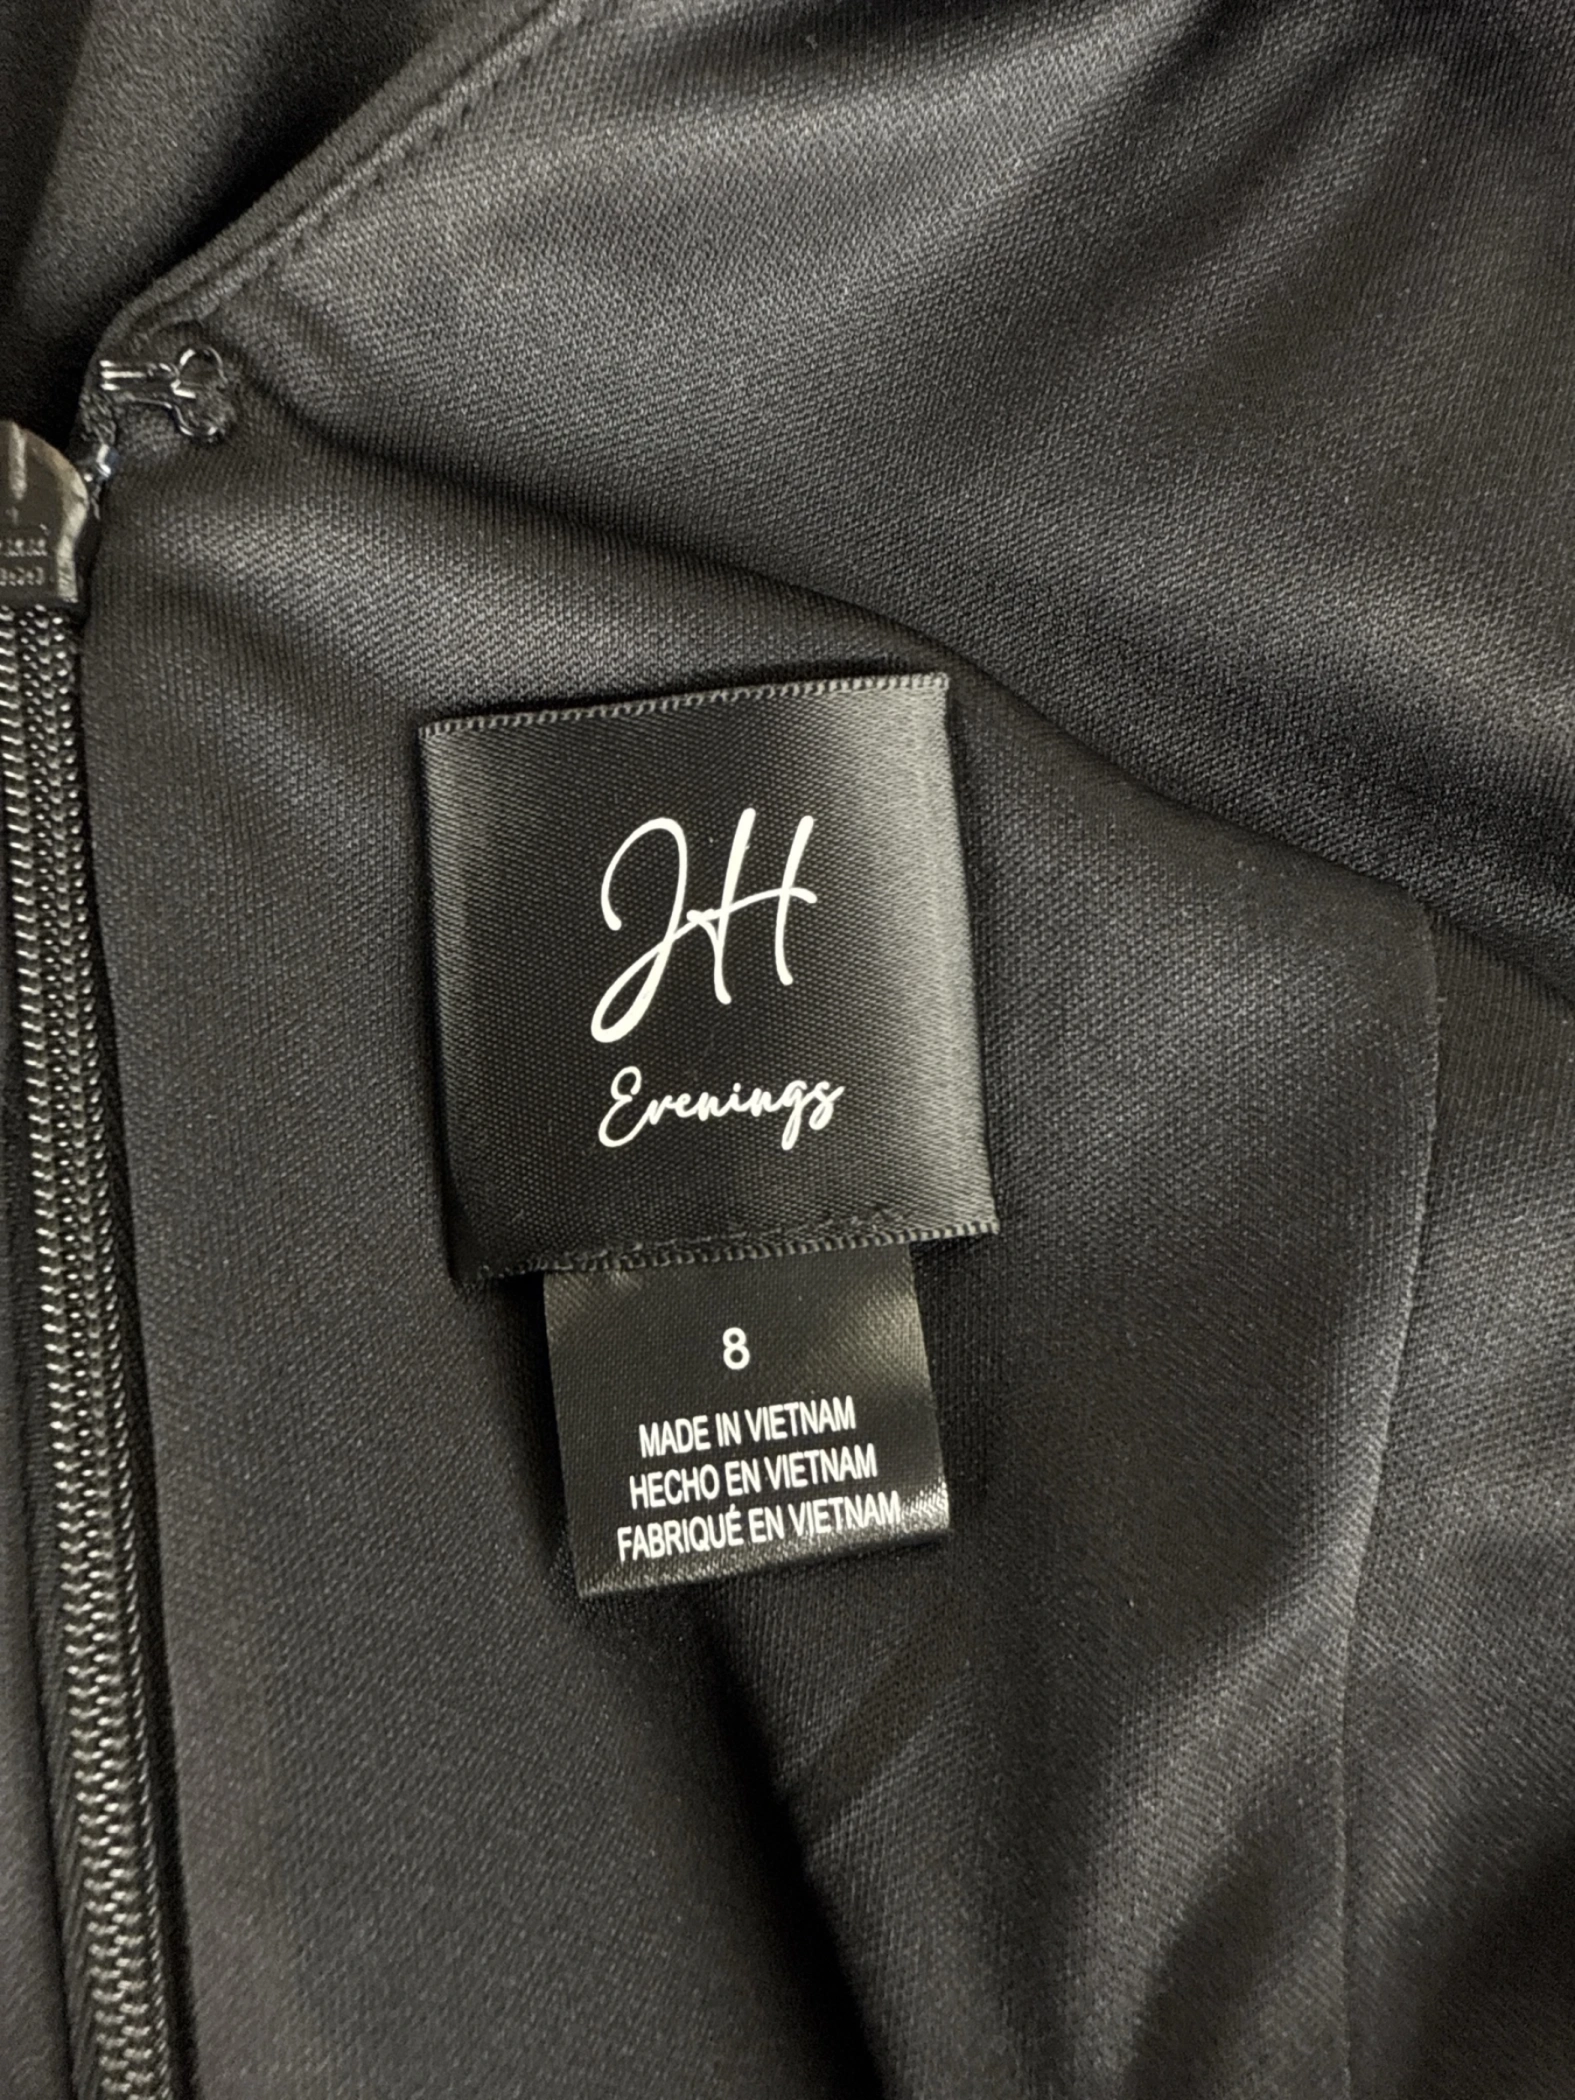 JH
Evenings
8
MADE IN VIETNAM
HECHO EN VIETNAM
FABRIQUÉ EN VIETNAM